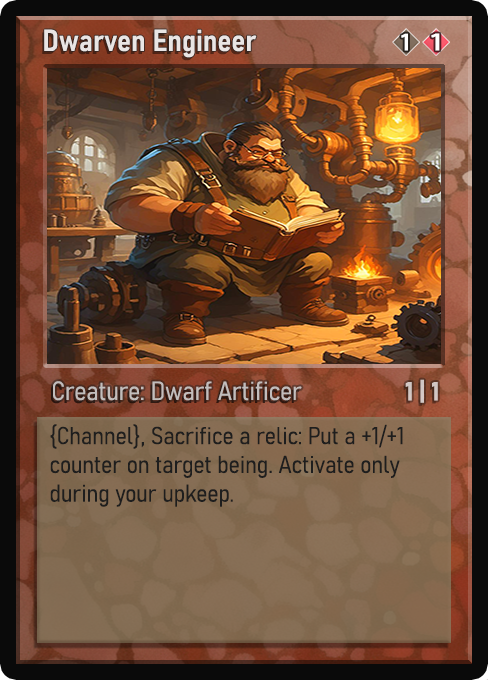 Dwarven Engineer 1 1
Creature: Dwarf Artificer 1|1
{Channel}, Sacrifice a relic: Put a +1/+1
counter on target being. Activate only
during your upkeep.